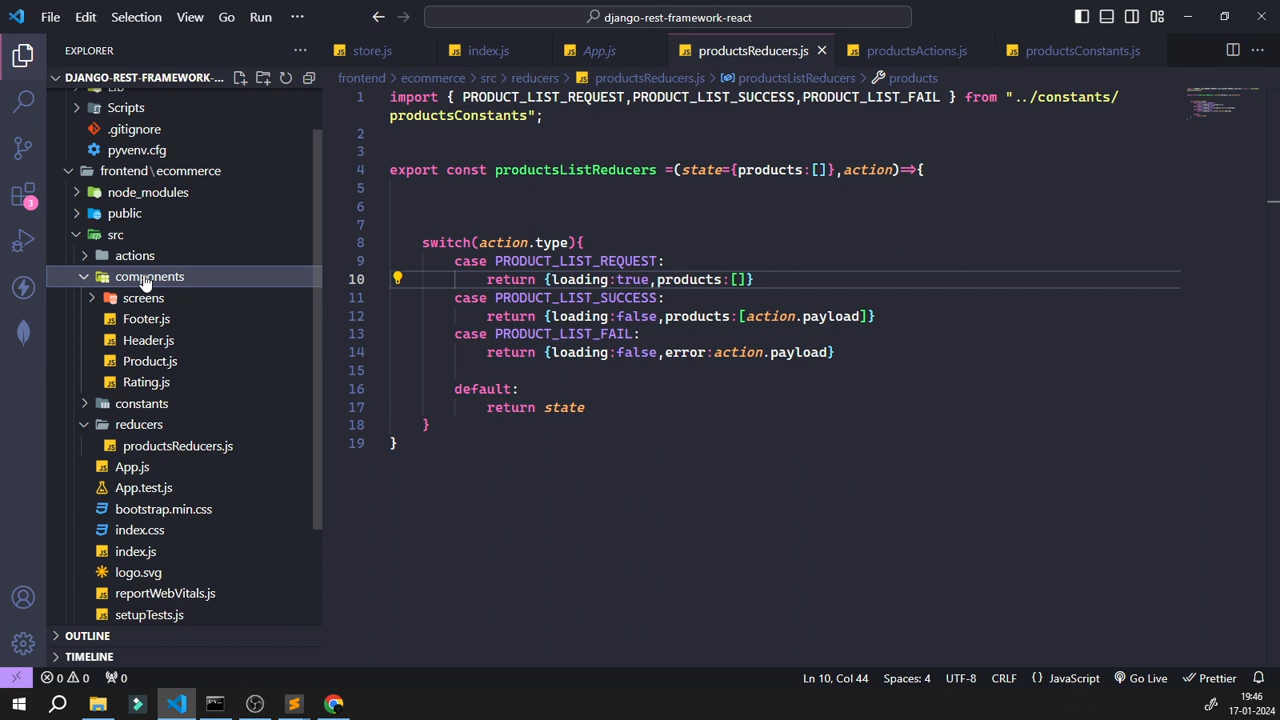 File Edit Selection View Go Run ···
django-rest-framework-react
EXPLORER
store.js
index.js
App.js
productsReducers.js
productsActions.js
productsConstants.js
DJANGO-REST-FRAMEWORK-...
frontend > ecommerce > src > reducers > productsReducers.js > productsListReducers > products
Lib
Scripts
.gitignore
pyvenv.cfg
frontend\ecommerce
node_modules
public
src
actions
components
screens
Footer.js
Header.js
Product.js
Rating.js
constants
reducers
productsReducers.js
App.js
App.test.js
bootstrap.min.css
index.css
index.js
logo.svg
reportWebVitals.js
setupTests.js
OUTLINE
TIMELINE
3
1 import { PRODUCT_LIST_REQUEST,PRODUCT_LIST_SUCCESS,PRODUCT_LIST_FAIL } from "../constants/
productsConstants";
2
3
4 export const productsListReducers =(state={products:[]},action)=>{
5
6
7
8 switch(action.type){
9 case PRODUCT_LIST_REQUEST:
10 return {loading:true,products:[]}
11 case PRODUCT_LIST_SUCCESS:
12 return {loading:false,products:[action.payload]}
13 case PRODUCT_LIST_FAIL:
14 return {loading:false,error:action.payload}
15
16 default:
17 return state
18 }
19 }
0 0 0 Ln 10, Col 44 Spaces: 4 UTF-8 CRLF {} JavaScript Go Live Prettier
19:46
17-01-2024